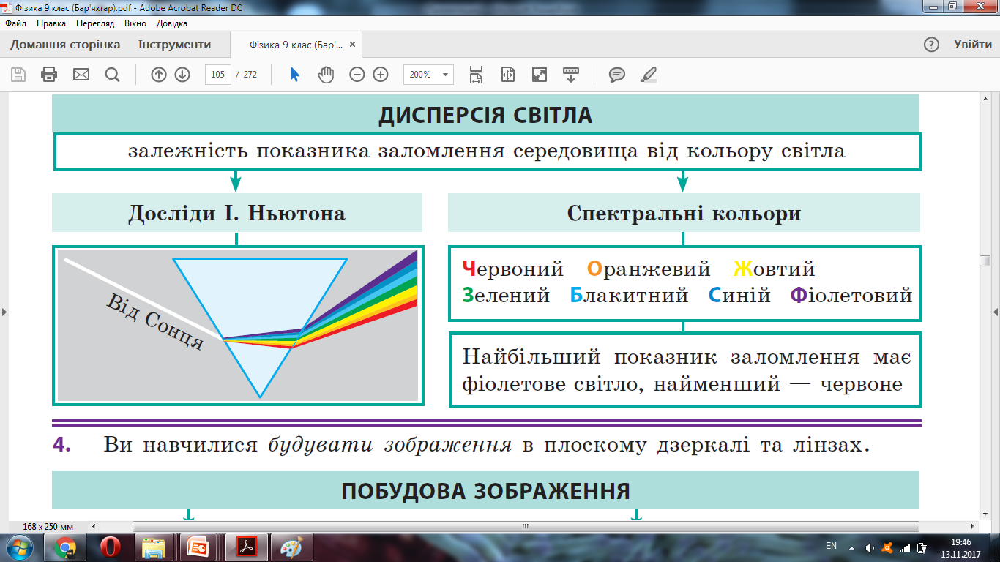 Фізика 9 клас (Бар'яхтар).pdf - Adobe Acrobat Reader DC
Файл Правка Перегляд Вікно Довідка
Домашня сторінка Інструменти Фізика 9 клас (Бар'... × ? Увійти
105 / 272 200%
ДИСПЕРСІЯ СВІТЛА
залежність показника заломлення середовища від кольору світла
Досліди І. Ньютона
Від Сонця
Спектральні кольори
Червоний Оранжевий Жовтий
Зелений Блакитний Синій Фіолетовий
Найбільший показник заломлення має
фіолетове світло, найменший — червоне
4. Ви навчилися будувати зображення в плоскому дзеркалі та лінзах.
ПОБУДОВА ЗОБРАЖЕННЯ
168 x 250 мм
EN 19:46
13.11.2017